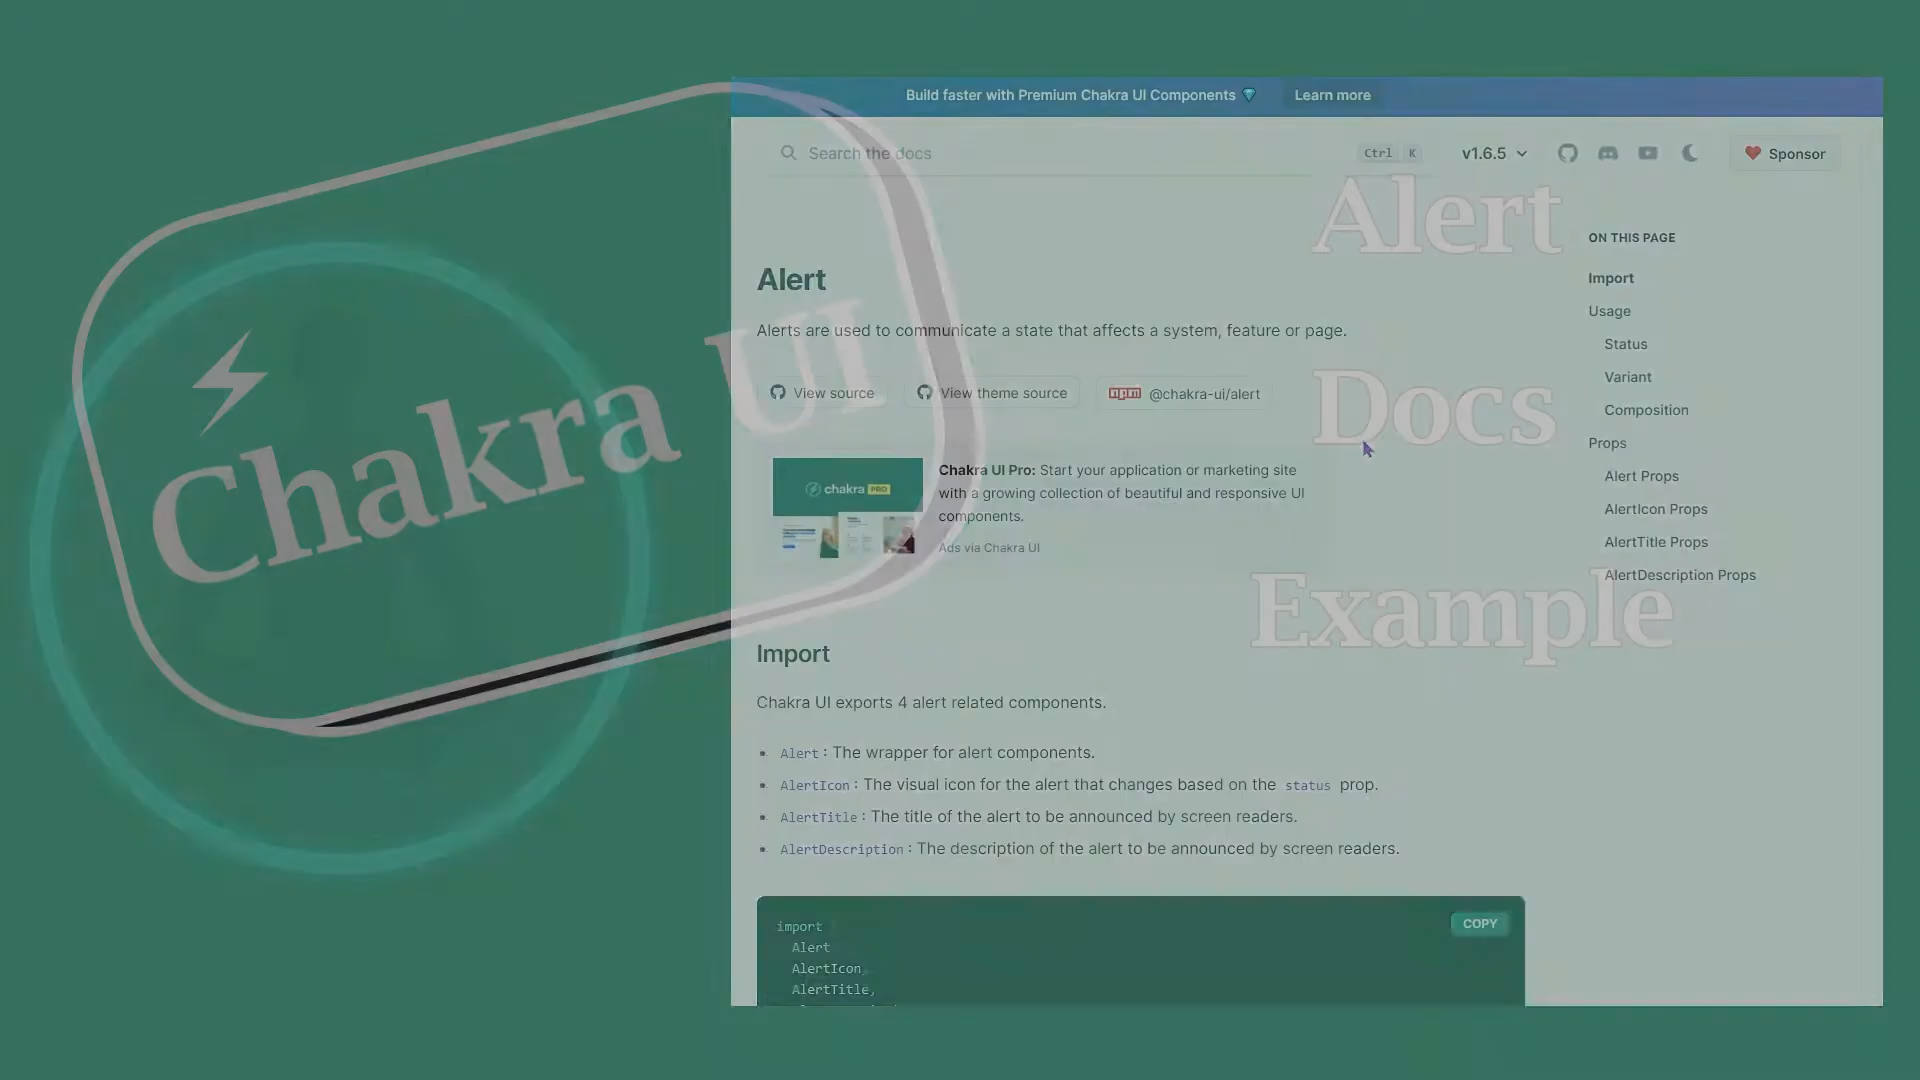 Build faster with Premium Chakra UI Components Learn more
Search the docs Ctrl K v1.6.5 Sponsor
Alert
Docs
Example
Chakra UI
Alert
Alerts are used to communicate a state that affects a system, feature or page.
View source View theme source npm @chakra-ui/alert
chakra PRO
Chakra UI Pro: Start your application or marketing site
with a growing collection of beautiful and responsive UI
components.
Ads via Chakra UI
Import
Chakra UI exports 4 alert related components.
• Alert: The wrapper for alert components.
• AlertIcon: The visual icon for the alert that changes based on the status prop.
• AlertTitle: The title of the alert to be announced by screen readers.
• AlertDescription: The description of the alert to be announced by screen readers.
COPY
import
Alert
AlertIcon,
AlertTitle,
ON THIS PAGE
Import
Usage
Status
Variant
Composition
Props
Alert Props
AlertIcon Props
AlertTitle Props
AlertDescription Props